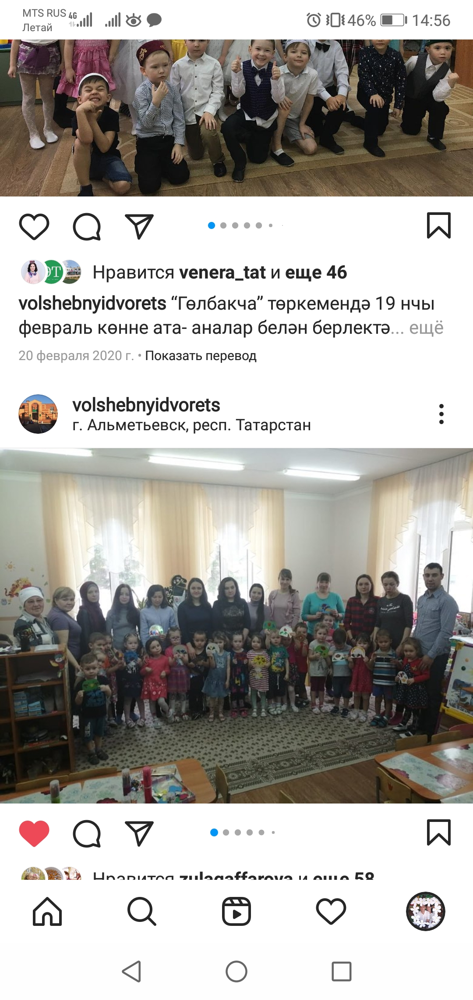 MTS RUS 4G 46% 14:56
Летай
Нравится venera_tat и еще 46
volshebnyidvorets “Гөлбакча” төркемендә 19 нчы
февраль көнне ата- аналар белән берлектә... ещё
20 февраля 2020 г. • Показать перевод
volshebnyidvorets
г. Альметьевск, респ. Татарстан
Нравится zulagaffarova и еще 58